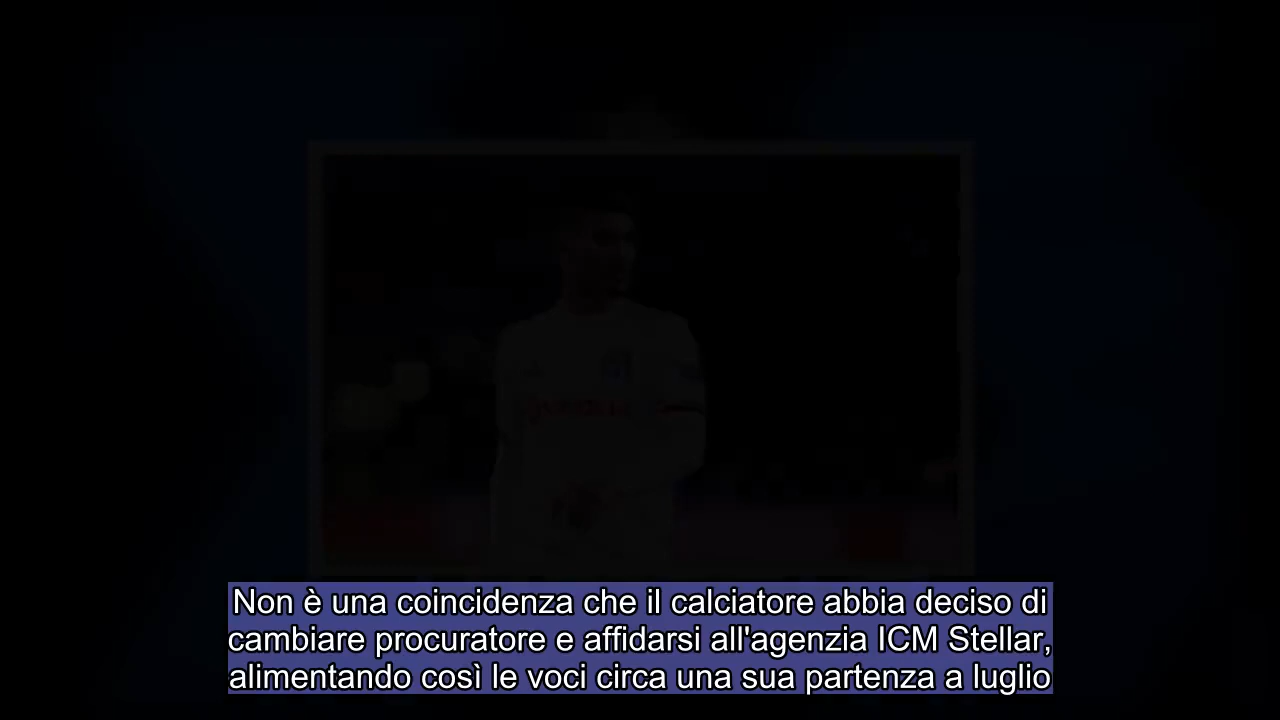 Non è una coincidenza che il calciatore abbia deciso di
cambiare procuratore e affidarsi all'agenzia ICM Stellar,
alimentando così le voci circa una sua partenza a luglio